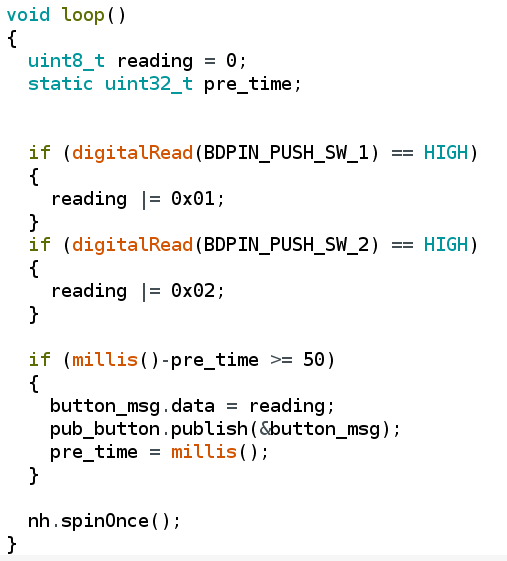 void loop()
{
  uint8_t reading = 0;
  static uint32_t pre_time;
  if (digitalRead(BDPIN_PUSH_SW_1) == HIGH)
  {
    reading |= 0x01;
  }
  if (digitalRead(BDPIN_PUSH_SW_2) == HIGH)
  {
    reading |= 0x02;
  }
  if (millis()-pre_time >= 50)
  {
    button_msg.data = reading;
    pub_button.publish(&button_msg);
    pre_time = millis();
  }
  nh.spinOnce();
}